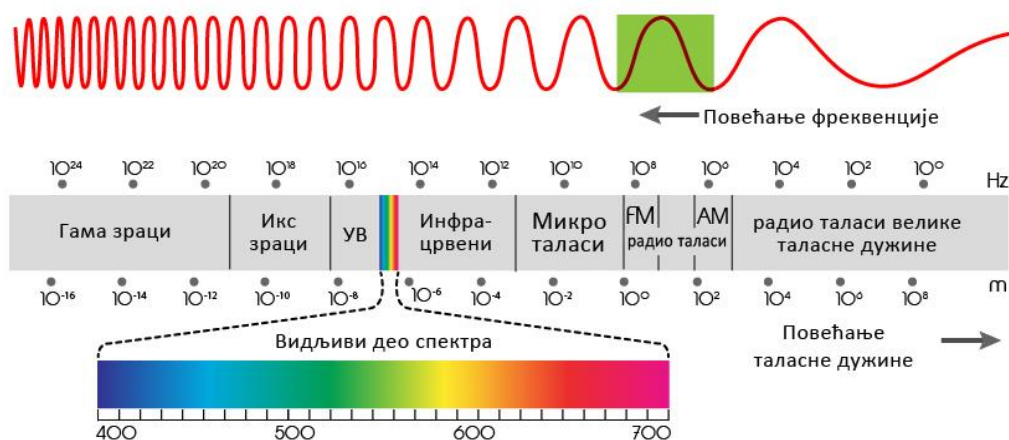 Повећање фреквенције
10²⁴ 10²² 10²⁰ 10¹⁸ 10¹⁶ 10¹⁴ 10¹² 10¹⁰ 10⁸ 10⁶ 10⁴ 10² 10⁰ Hz
Гама зраци
Икс
зраци
УВ
Инфра-
црвени
Микро
таласи
FM AM
радио таласи
радио таласи велике
таласне дужине
10⁻¹⁶ 10⁻¹⁴ 10⁻¹² 10⁻¹⁰ 10⁻⁸ 10⁻⁶ 10⁻⁴ 10⁻² 10⁰ 10² 10⁴ 10⁶ 10⁸ m
Видљиви део спектра
Повећање
таласне дужине
400 500 600 700